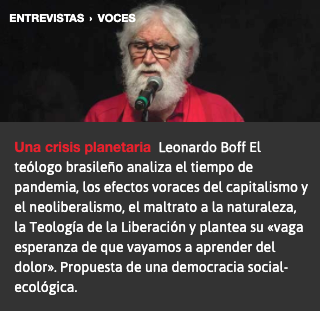 ENTREVISTAS › VOCES
Una crisis planetaria Leonardo Boff El
teólogo brasileño analiza el tiempo de
pandemia, los efectos voraces del capitalismo y
el neoliberalismo, el maltrato a la naturaleza,
la Teología de la Liberación y plantea su «vaga
esperanza de que vayamos a aprender del
dolor». Propuesta de una democracia social-
ecológica.